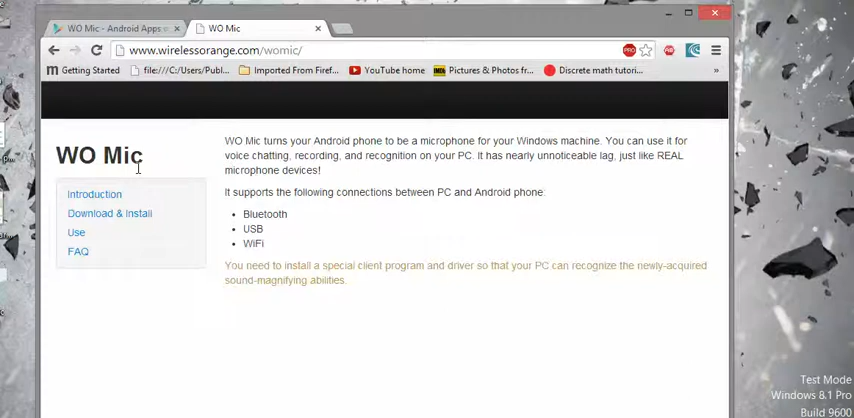 WO Mic - Android Apps
WO Mic
www.wirelessorange.com/womic/
Getting Started
file:///C:/Users/Publ...
Imported From Firef...
YouTube home
Pictures & Photos fr...
Discrete math tutori...
»
WO Mic
Introduction
Download & Install
Use
FAQ
WO Mic turns your Android phone to be a microphone for your Windows machine. You can use it for
voice chatting, recording, and recognition on your PC. It has nearly unnoticeable lag, just like REAL
microphone devices!
It supports the following connections between PC and Android phone:
• Bluetooth
• USB
• WiFi
You need to install a special client program and driver so that your PC can recognize the newly-acquired
sound-magnifying abilities.
Test Mode
Windows 8.1 Pro
Build 9600